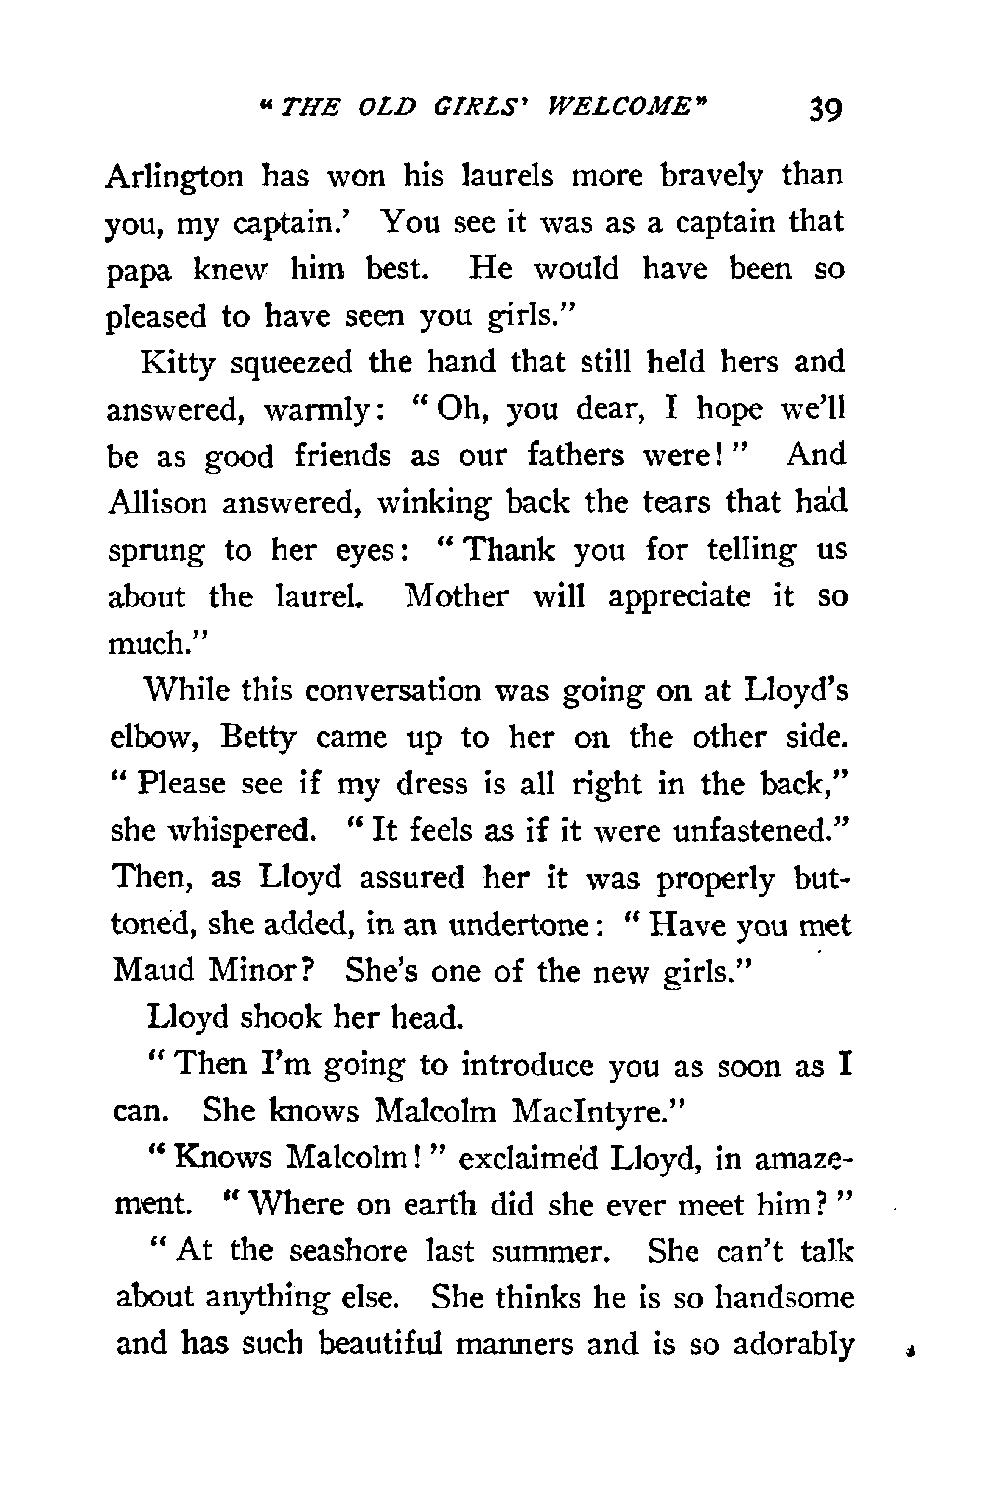 "THE OLD GIRLS' WELCOME" 39
Arlington has won his laurels more bravely than
you, my captain.' You see it was as a captain that
papa knew him best. He would have been so
pleased to have seen you girls."
Kitty squeezed the hand that still held hers and
answered, warmly: "Oh, you dear, I hope we'll
be as good friends as our fathers were!" And
Allison answered, winking back the tears that had
sprung to her eyes: "Thank you for telling us
about the laurel. Mother will appreciate it so
much."
While this conversation was going on at Lloyd's
elbow, Betty came up to her on the other side.
"Please see if my dress is all right in the back,"
she whispered. "It feels as if it were unfastened."
Then, as Lloyd assured her it was properly but-
toned, she added, in an undertone: "Have you met
Maud Minor? She's one of the new girls."
Lloyd shook her head.
"Then I'm going to introduce you as soon as I
can. She knows Malcolm MacIntyre."
"Knows Malcolm!" exclaimed Lloyd, in amaze-
ment. "Where on earth did she ever meet him?"
"At the seashore last summer. She can't talk
about anything else. She thinks he is so handsome
and has such beautiful manners and is so adorably